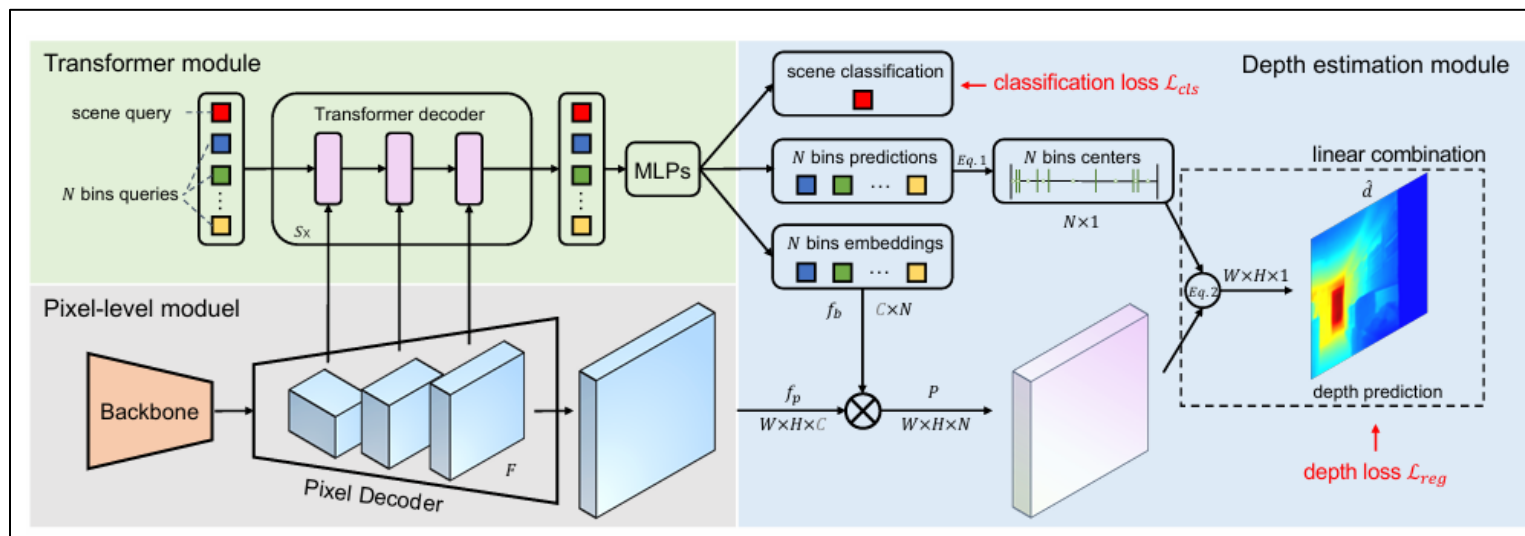 Transformer module
scene query
N bins queries
Transformer decoder
S×
MLPs
Pixel-level moduel
Backbone
F
Pixel Decoder
Depth estimation module
scene classification
classification loss ℒcls
N bins predictions
...
Eq. 1
N bins centers
N×1
N bins embeddings
...
f_b
C×N
f_p
W×H×C
P
W×H×N
Eq. 2
W×H×1
linear combination
d̂
depth prediction
depth loss ℒreg